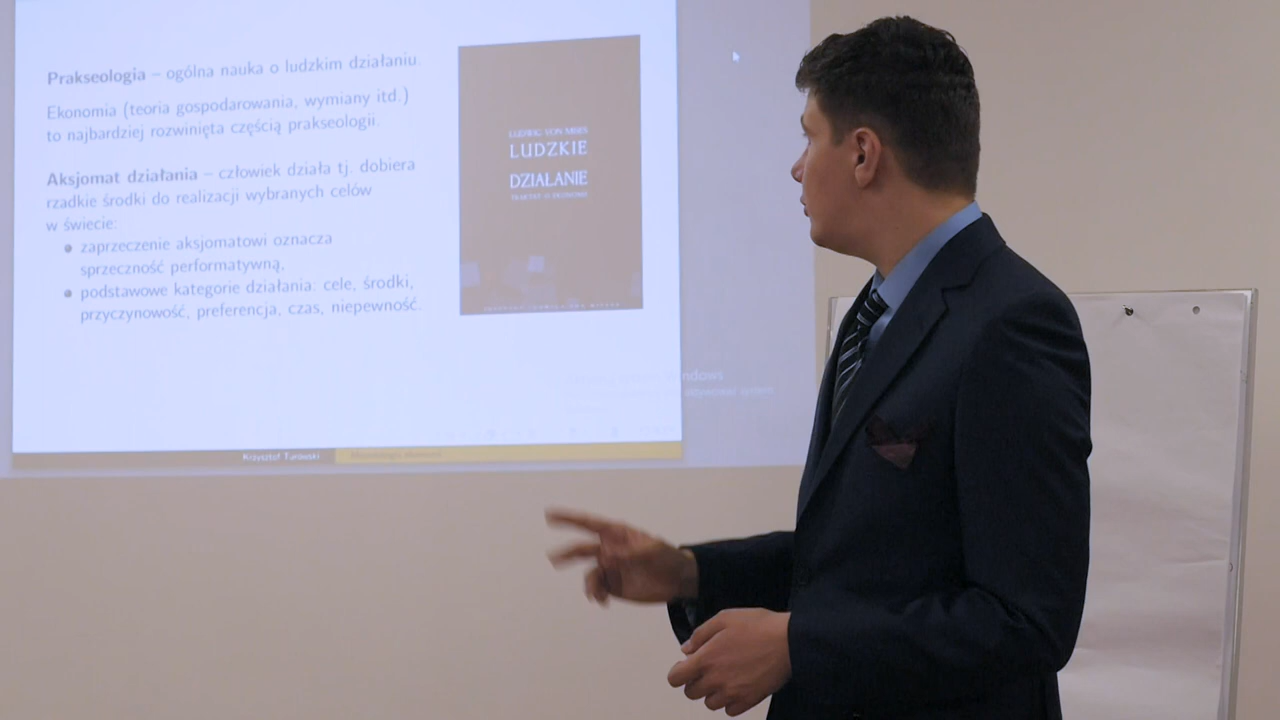 Prakseologia – ogólna nauka o ludzkim działaniu.
Ekonomia (teoria gospodarowania, wymiany itd.)
to najbardziej rozwinięta częścią prakseologii.
Aksjomat działania – człowiek działa tj. dobiera
rzadkie środki do realizacji wybranych celów
w świecie:
zaprzeczenie aksjomatowi oznacza
sprzeczność performatywną,
podstawowe kategorie działania: cele, środki,
przyczynowość, preferencja, czas, niepewność.
LUDWIG VON MISES
LUDZKIE
DZIAŁANIE
TRAKTAT O EKONOMII
Krzysztof Turowski